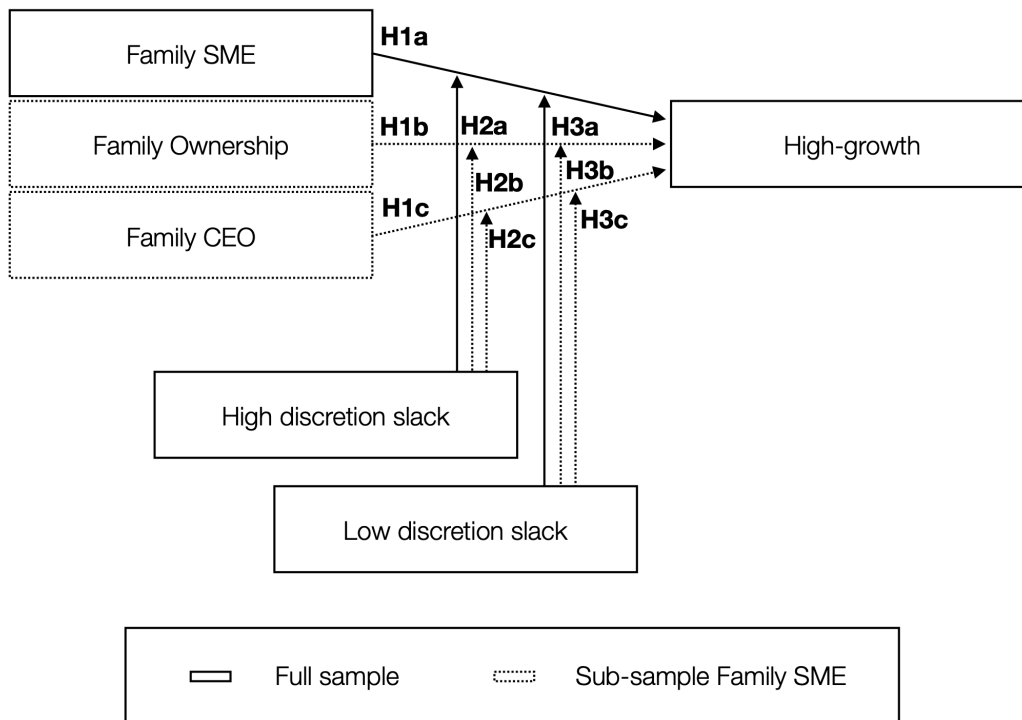 H1a
Family SME
Family Ownership
H1b
H2a
H3a
High-growth
H3b
H2b
H1c
Family CEO
H2c
H3c
High discretion slack
Low discretion slack
Full sample
Sub-sample Family SME